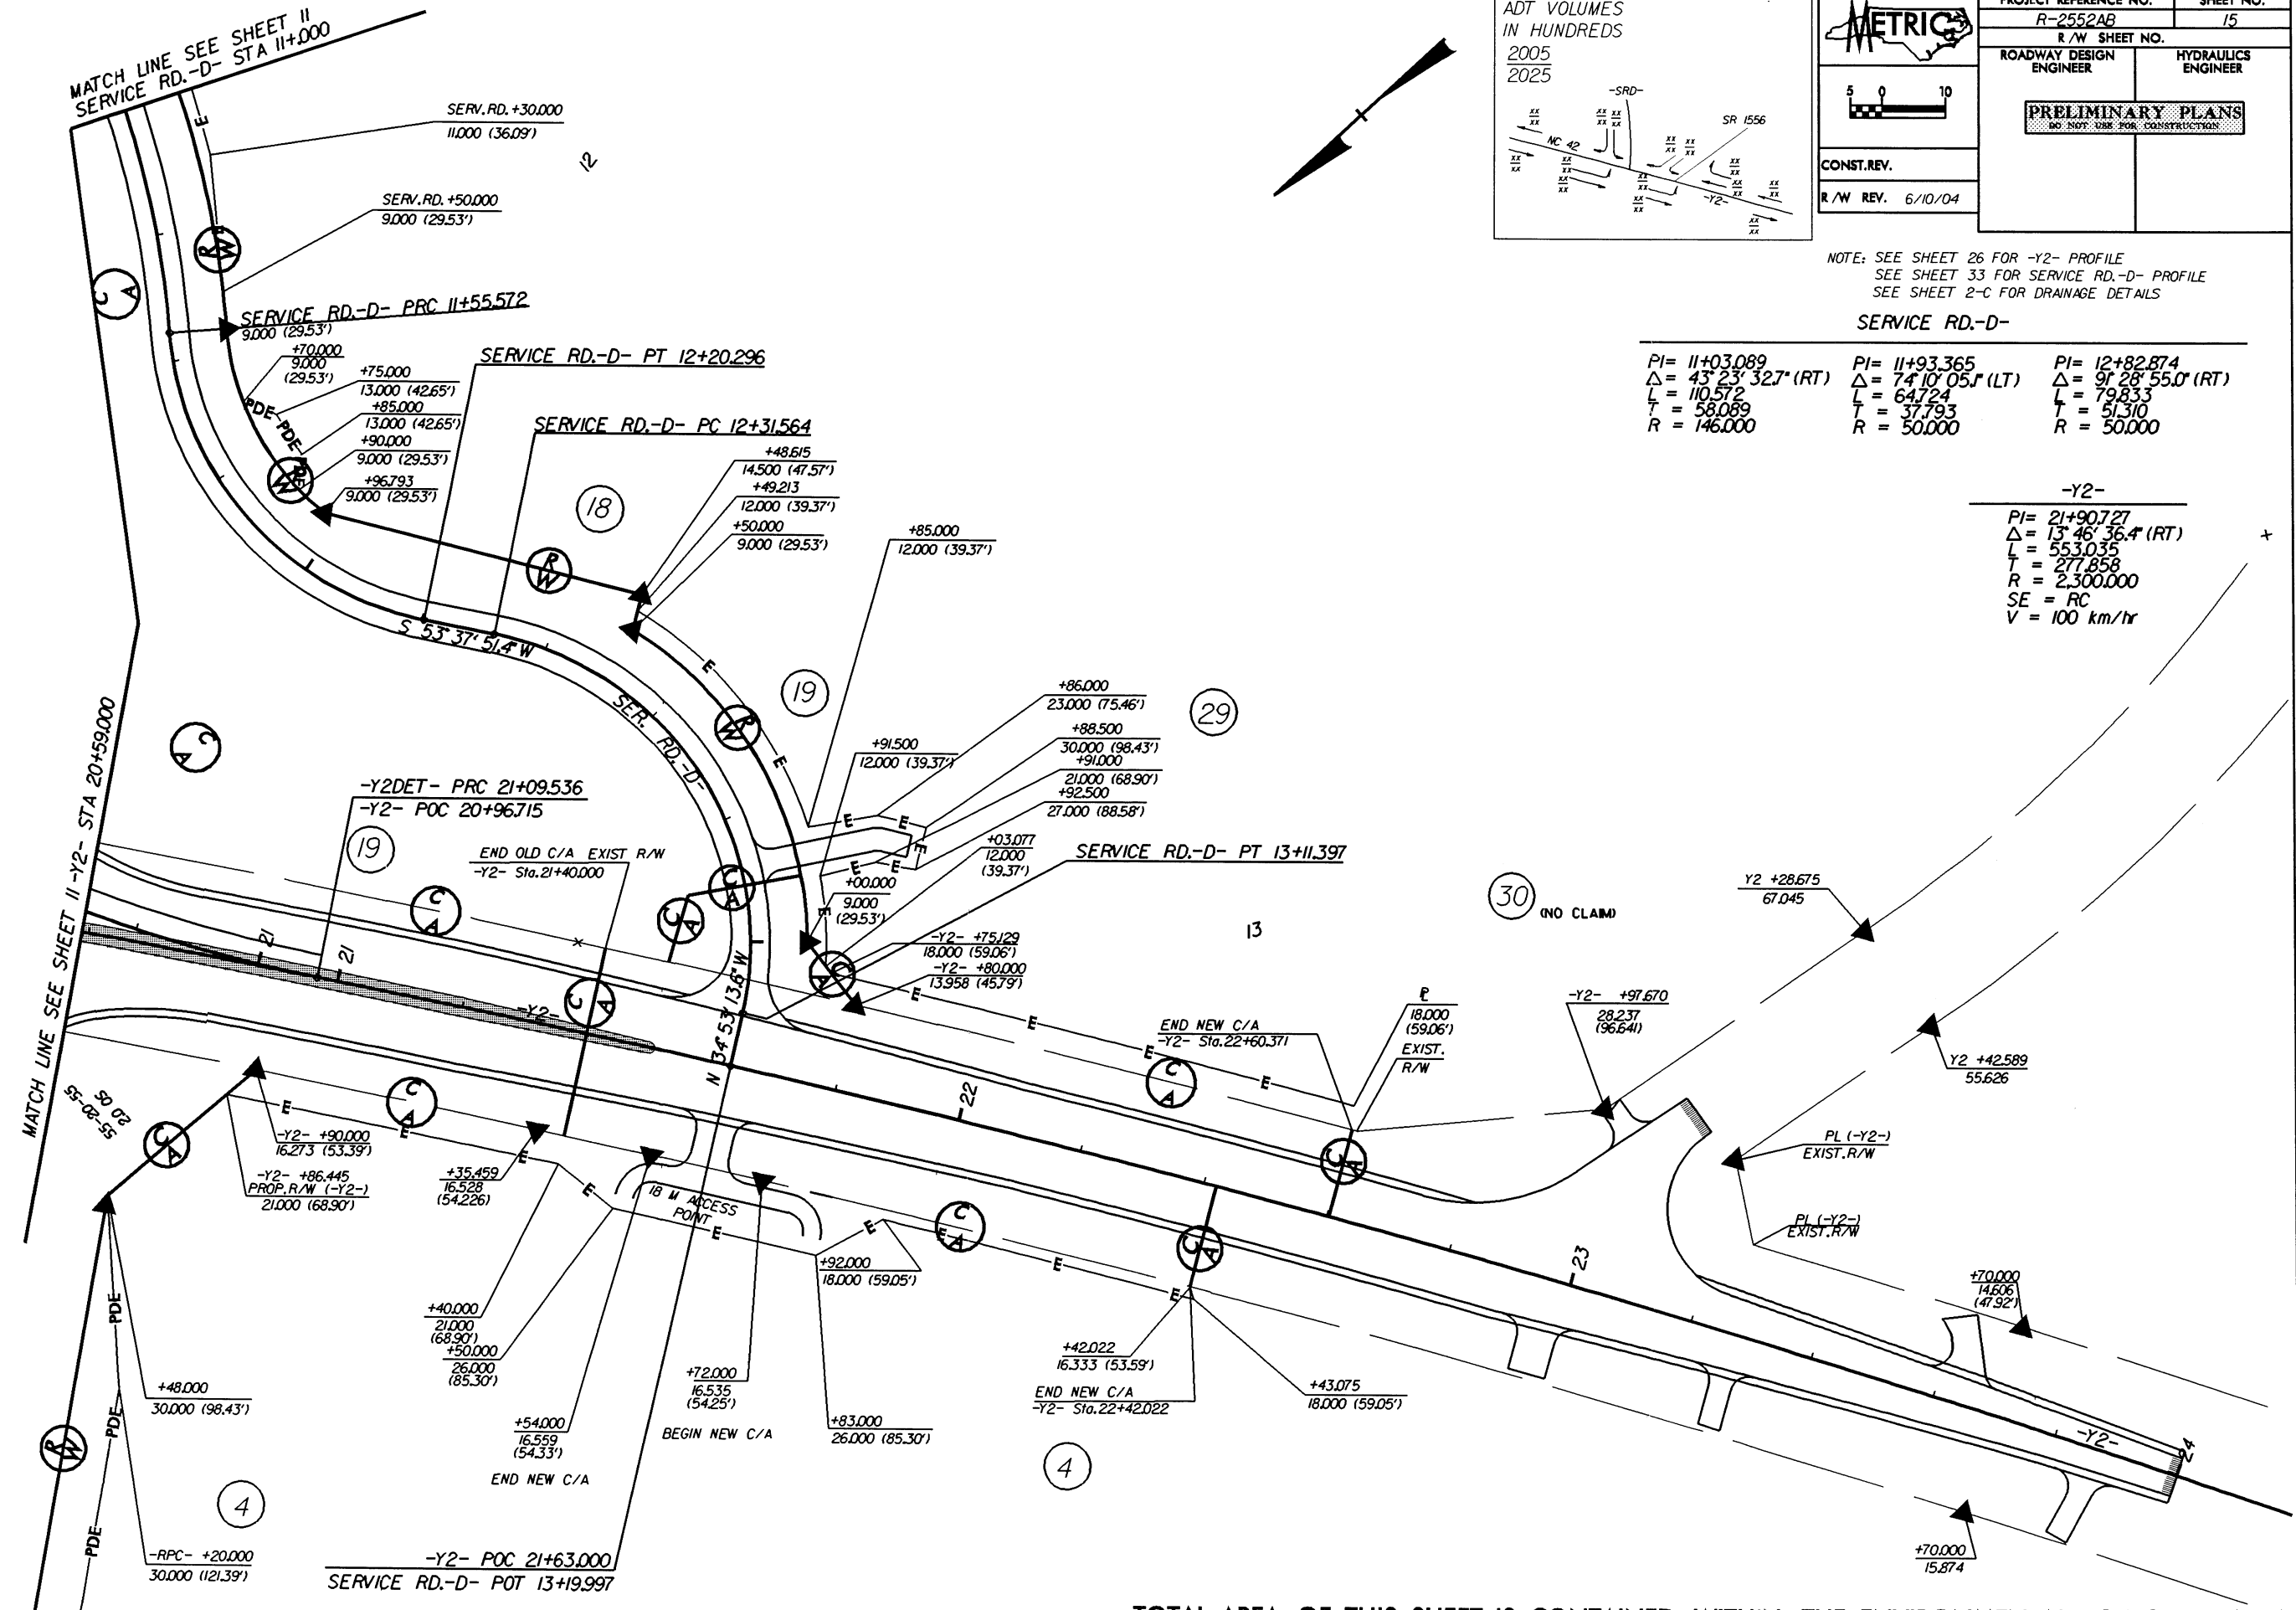 MATCH LINE SEE SHEET 11
SERVICE RD.-D- STA 11+.000
ADT VOLUMES
IN HUNDREDS
2005
2025
-SRD-
SR 1556
NC 42
-Y2-
METRIC
5 0 10
CONST.REV.
R/W REV. 6/10/04
PROJECT REFERENCE NO. SHEET NO.
R-2552AB 15
R/W SHEET NO.
ROADWAY DESIGN ENGINEER
HYDRAULICS ENGINEER
PRELIMINARY PLANS
DO NOT USE FOR CONSTRUCTION
NOTE: SEE SHEET 26 FOR -Y2- PROFILE
SEE SHEET 33 FOR SERVICE RD.-D- PROFILE
SEE SHEET 2-C FOR DRAINAGE DETAILS
SERVICE RD.-D-
PI= 11+03.089
Δ= 43° 23' 32.7" (RT)
L = 110.572
T = 58.089
R = 146.000
PI= 11+93.365
Δ= 74° 10' 05.1" (LT)
L = 64.724
T = 37.793
R = 50.000
PI= 12+82.874
Δ= 91° 28' 55.0" (RT)
L = 79.833
T = 51.310
R = 50.000
-Y2-
PI= 21+90.727
Δ= 13° 46' 36.4" (RT)
L = 553.035
T = 277.858
R = 2,300.000
SE = RC
V = 100 km/hr
SERV.RD. +30.000
11.000 (36.09')
12
SERV.RD. +50.000
9.000 (29.53')
SERVICE RD.-D- PRC 11+55.572
9.000 (29.53')
+70.000
9.000
(29.53')
+75.000
13.000 (42.65')
+85.000
13.000 (42.65')
+90.000
9.000 (29.53')
+96.793
9.000 (29.53')
SERVICE RD.-D- PT 12+20.296
SERVICE RD.-D- PC 12+31.564
+48.615
14.500 (47.57')
+49.213
12.000 (39.37')
+50.000
9.000 (29.53')
18
+85.000
12.000 (39.37')
S 53° 37' 51.4" W
SER. RD.-D-
19
+86.000
23.000 (75.46')
29
+88.500
30.000 (98.43')
+91.000
21.000 (68.90')
+92.500
27.000 (88.58')
+91.500
12.000 (39.37')
+03.077
12.000
(39.37')
SERVICE RD.-D- PT 13+11.397
+00.000
9.000
(29.53')
MATCH LINE SEE SHEET 11 -Y2- STA 20+59.000
-Y2DET- PRC 21+09.536
-Y2- POC 20+96.715
19
END OLD C/A EXIST R/W
-Y2- Sta.21+40.000
21
21
-Y2-
N 34° 53' 13.6" W
-Y2- +75.129
18.000 (59.06')
-Y2- +80.000
13.958 (45.79')
13
30
(NO CLAIM)
Y2 +28.675
67.045
-Y2- +97.670
28.237
(96.641)
18.000
(59.06')
EXIST.
R/W
END NEW C/A
-Y2- Sta.22+60.371
Y2 +42.589
55.626
PL (-Y2-)
EXIST.R/W
PL (-Y2-)
EXIST.R/W
+70.000
14.606
(47.92')
22
23
24
-Y2-
-Y2- +90.000
16.273 (53.39')
-Y2- +86.445
PROP.R/W (-Y2-)
21.000 (68.90')
+35.459
16.528
(54.226)
18 M ACCESS
POINT
+92.000
18.000 (59.05')
+40.000
21.000
(68.90')
+50.000
26.000
(85.30')
+54.000
16.559
(54.33')
END NEW C/A
+72.000
16.535
(54.25')
BEGIN NEW C/A
+83.000
26.000 (85.30')
+42.022
16.333 (53.59')
END NEW C/A
-Y2- Sta.22+42.022
+43.075
18.000 (59.05')
4
4
+48.000
30.000 (98.43')
-RPC- +20.000
30.000 (121.39')
-Y2- POC 21+63.000
SERVICE RD.-D- POT 13+19.997
+70.000
15.874